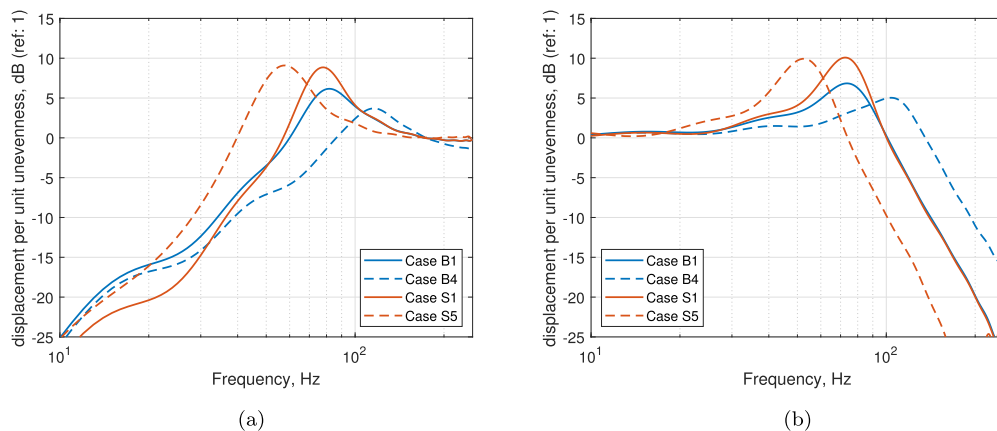 displacement per unit unevenness, dB (ref: 1)
15
10
5
0
-5
-10
-15
-20
-25
Case B1
Case B4
Case S1
Case S5
10^1
10^2
Frequency, Hz
(a)
displacement per unit unevenness, dB (ref: 1)
15
10
5
0
-5
-10
-15
-20
-25
Case B1
Case B4
Case S1
Case S5
10^1
10^2
Frequency, Hz
(b)